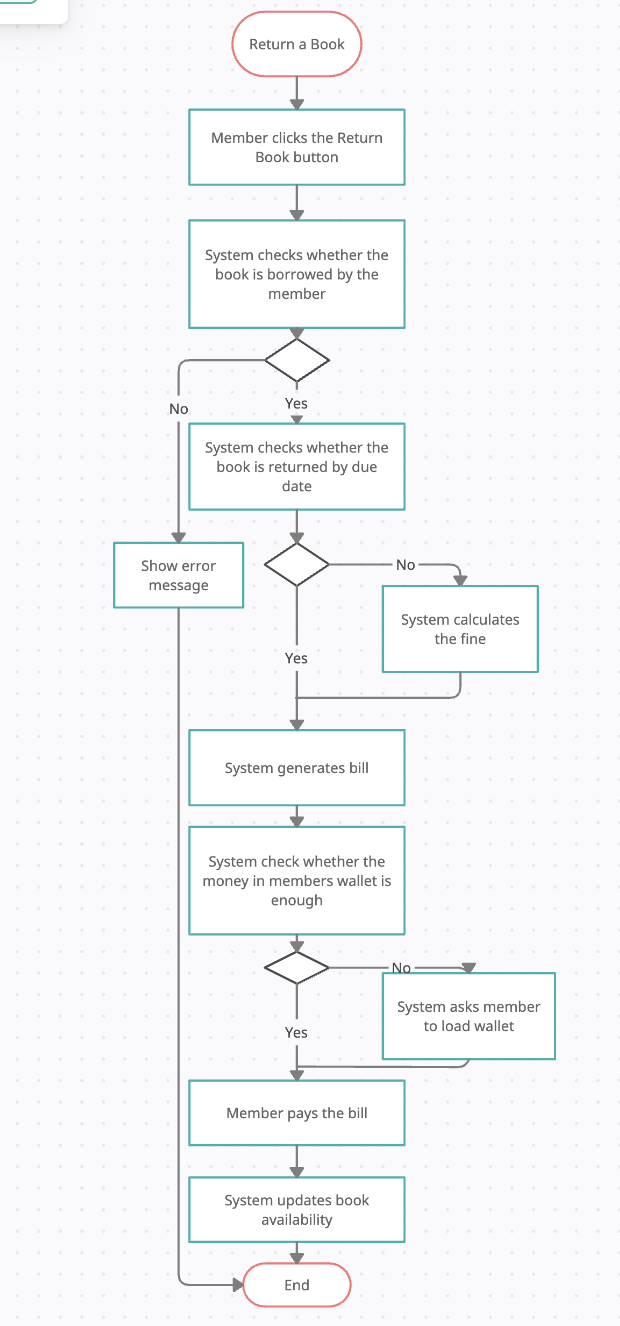 Return a Book
Member clicks the Return
Book button
System checks whether the
book is borrowed by the
member
No
Yes
System checks whether the
book is returned by due
date
Show error
message
No
System calculates
the fine
Yes
System generates bill
System check whether the
money in members wallet is
enough
No
System asks member
to load wallet
Yes
Member pays the bill
System updates book
availability
End